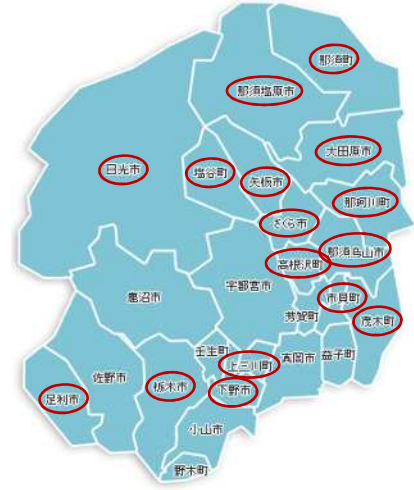 那須町
那須塩原市
大田原市
日光市
塩谷町
矢板市
那珂川町
さくら市
那須烏山市
高根沢町
宇都宮市
鹿沼市
市貝町
芳賀町
茂木町
壬生町
上三川町
真岡市
益子町
佐野市
栃木市
下野市
足利市
小山市
野木町